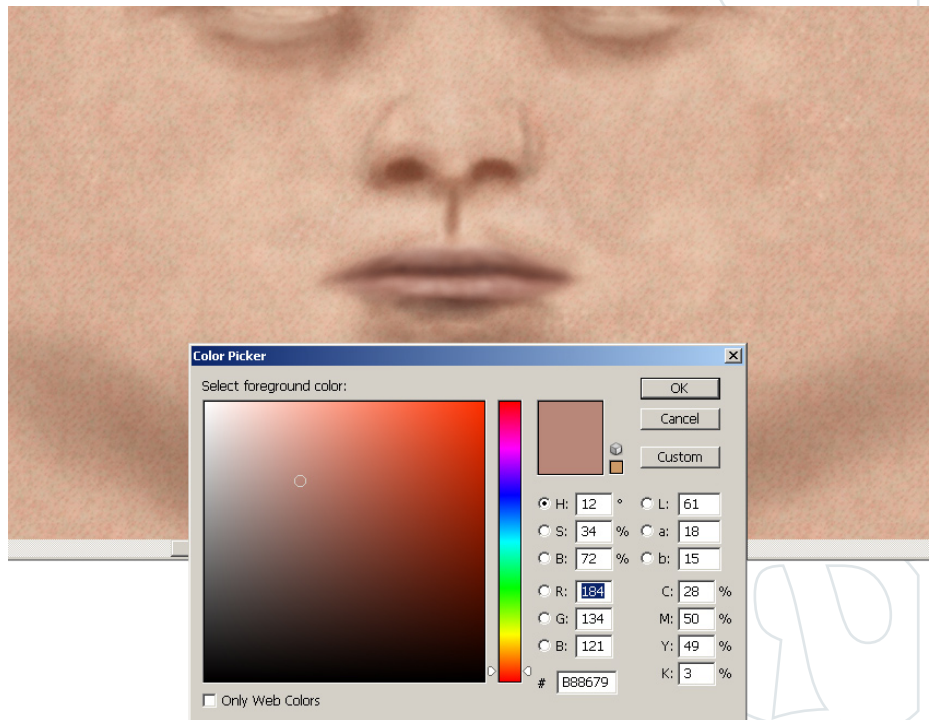 Color Picker
Select foreground color:
OK
Cancel
Custom
H: 12 ° L: 61
S: 34 % a: 18
B: 72 % b: 15
R: 184 C: 28 %
G: 134 M: 50 %
B: 121 Y: 49 %
# B88679 K: 3 %
Only Web Colors